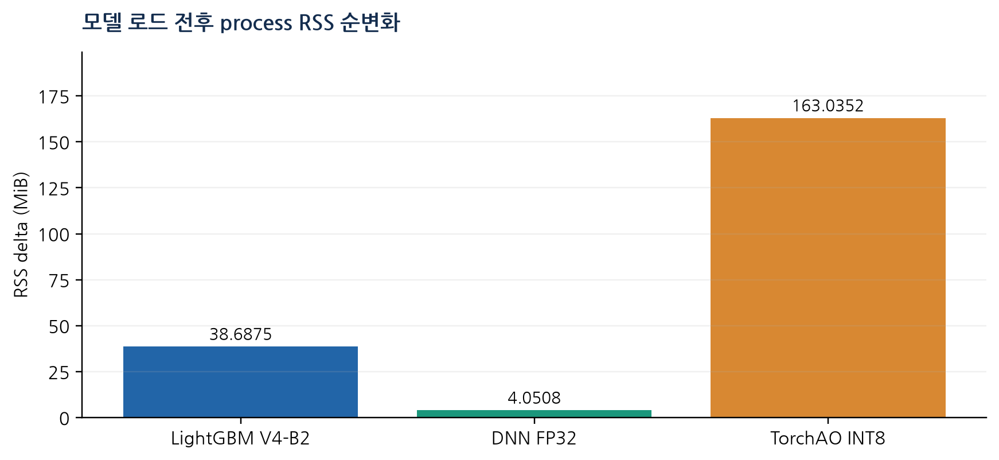 모델 로드 전후 process RSS 순변화
RSS delta (MiB)
175
150
125
100
75
50
25
0
38.6875
4.0508
163.0352
LightGBM V4-B2
DNN FP32
TorchAO INT8